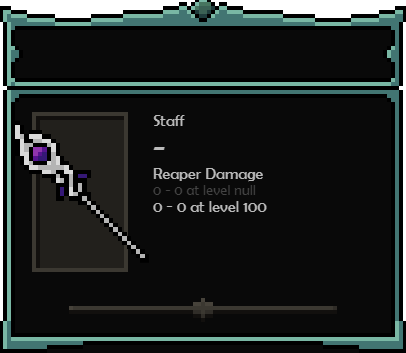 Staff
–
Reaper Damage
0 - 0 at level null
0 - 0 at level 100